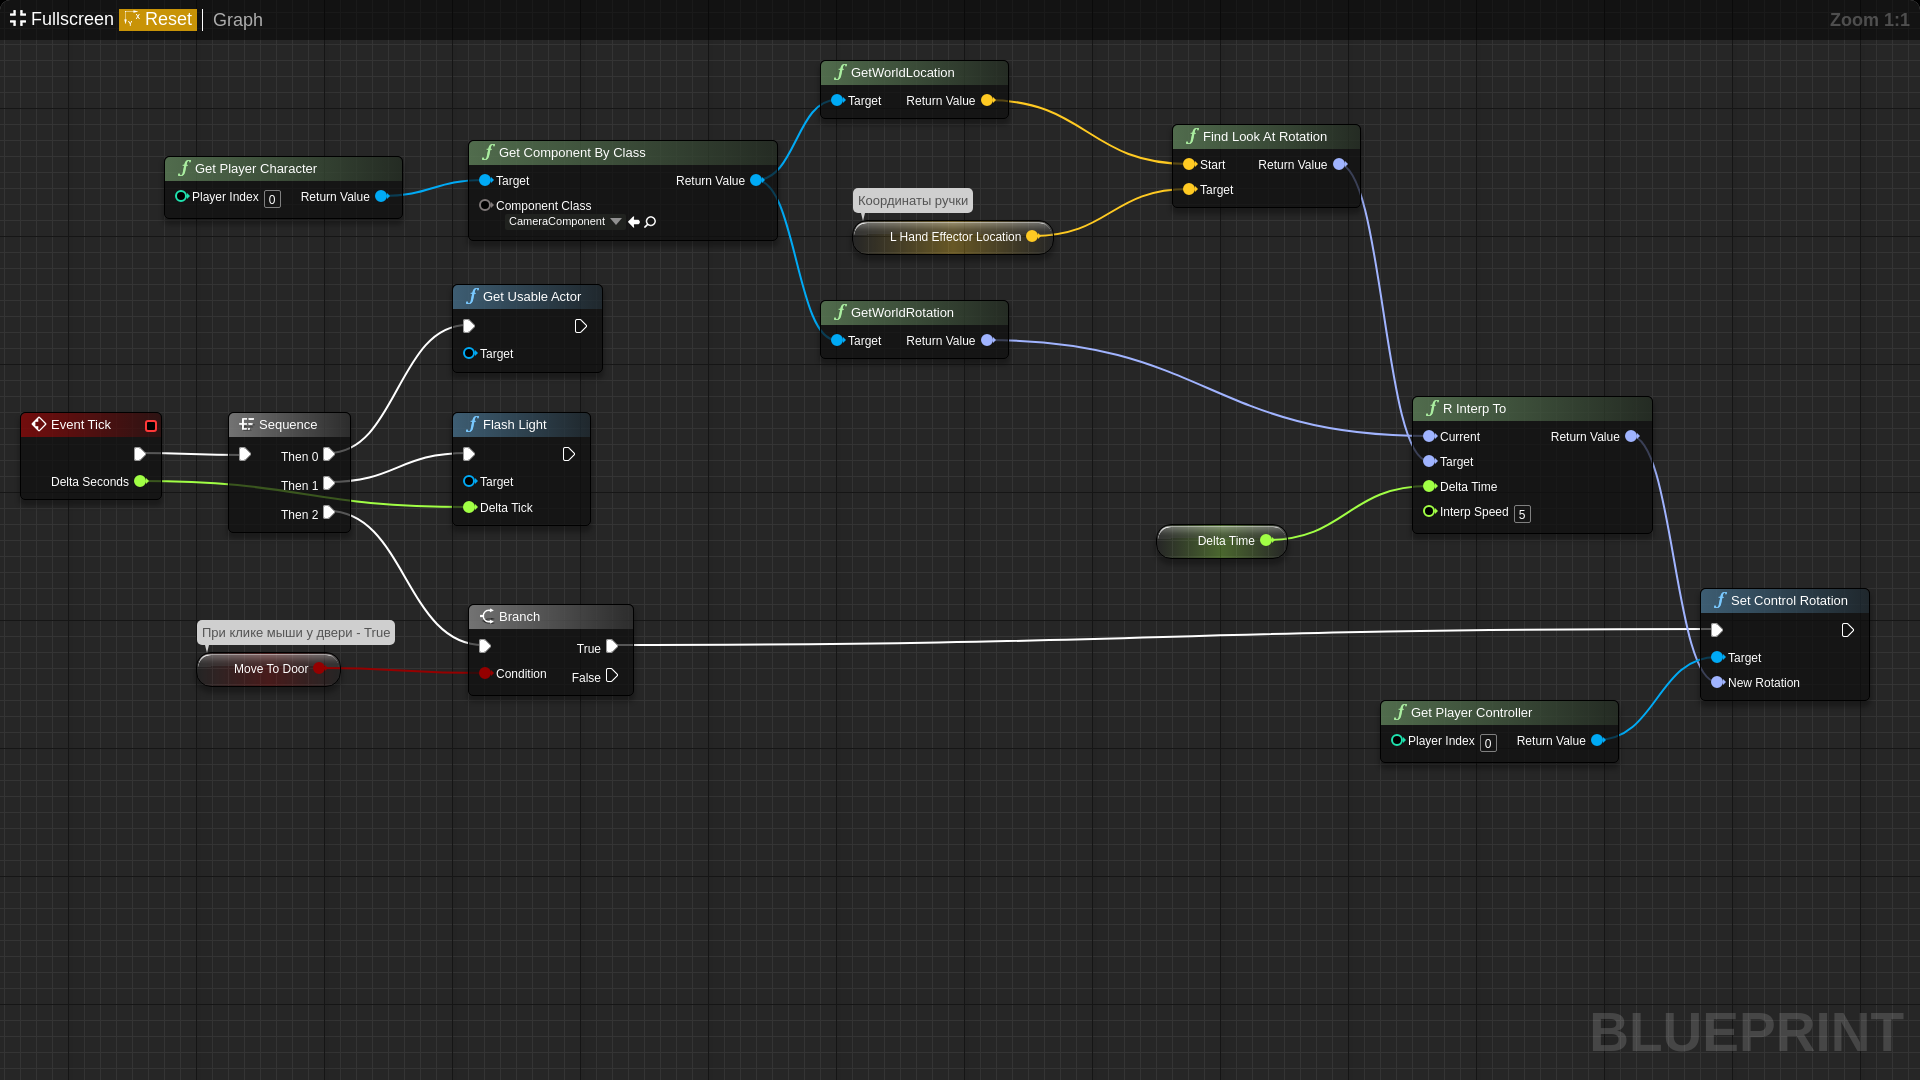 Fullscreen Reset Graph
Zoom 1:1
GetWorldLocation
Target Return Value
Find Look At Rotation
Start Return Value
Target
Get Player Character
Player Index 0 Return Value
Get Component By Class
Target Return Value
Component Class
CameraComponent
Координаты ручки
L Hand Effector Location
Get Usable Actor
Target
GetWorldRotation
Target Return Value
Event Tick
Delta Seconds
Sequence
Then 0
Then 1
Then 2
Flash Light
Target
Delta Tick
R Interp To
Current Return Value
Target
Delta Time
Interp Speed 5
Delta Time
При клике мыши у двери - True
Move To Door
Branch
True
Condition False
Set Control Rotation
Target
New Rotation
Get Player Controller
Player Index 0 Return Value
BLUEPRINT